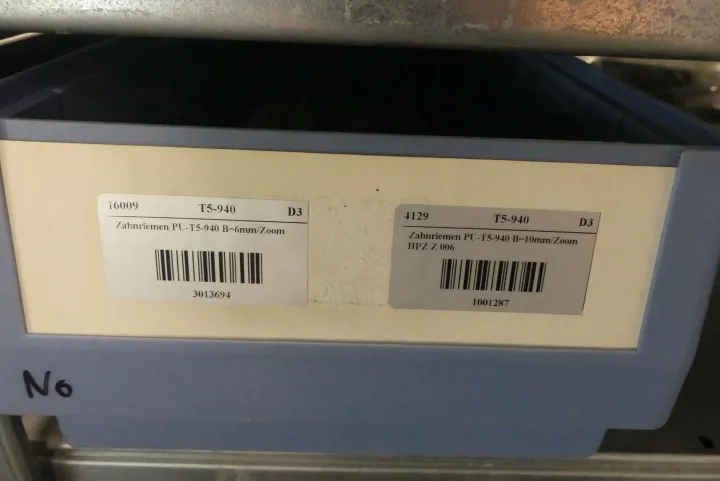 16009 T5-940 D3
Zahnriemen PU-T5-940 B=6mm/Zoom
3013694
4129 T5-940 D3
Zahnriemen PU-T5-940 B=10mm/Zoom
HPZ Z 006
1001287
No